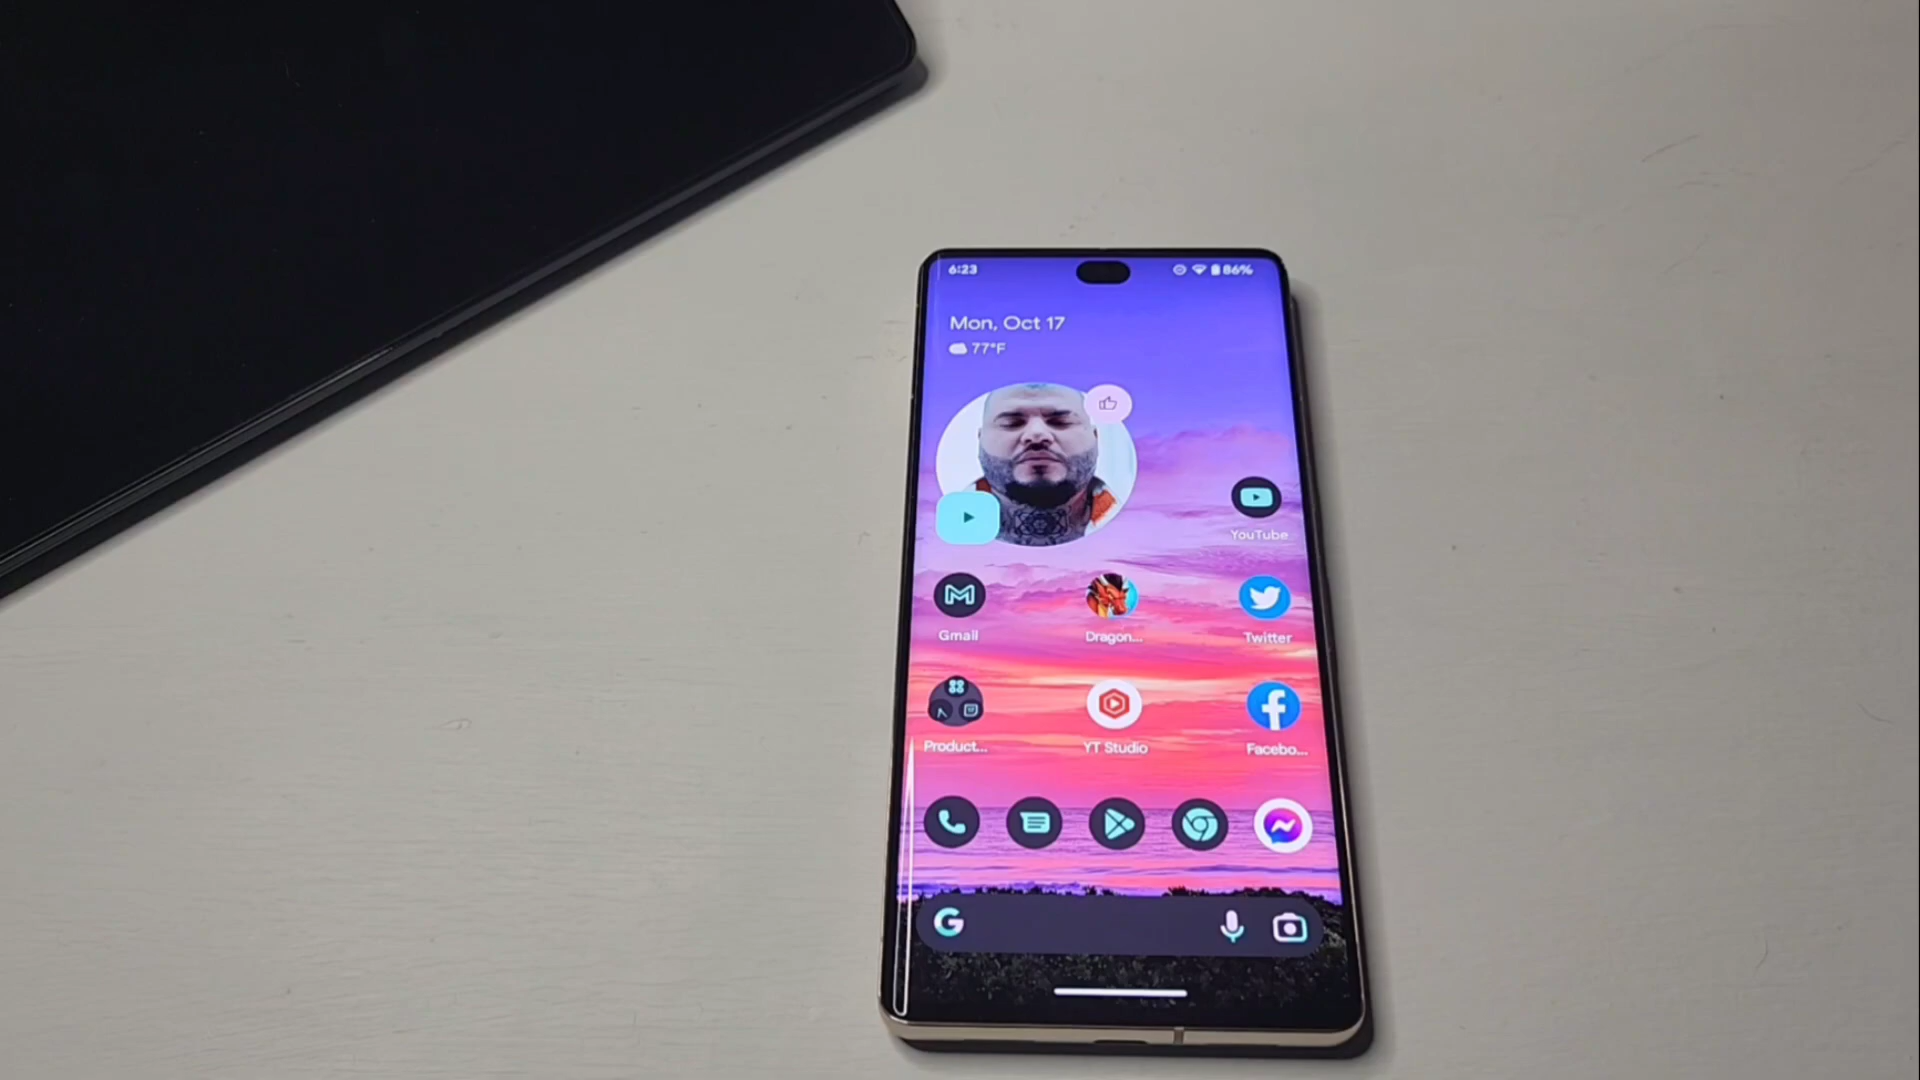 6:23 86%
Mon, Oct 17
77°F
YouTube
Gmail Dragon... Twitter
Product... YT Studio Facebo...
G